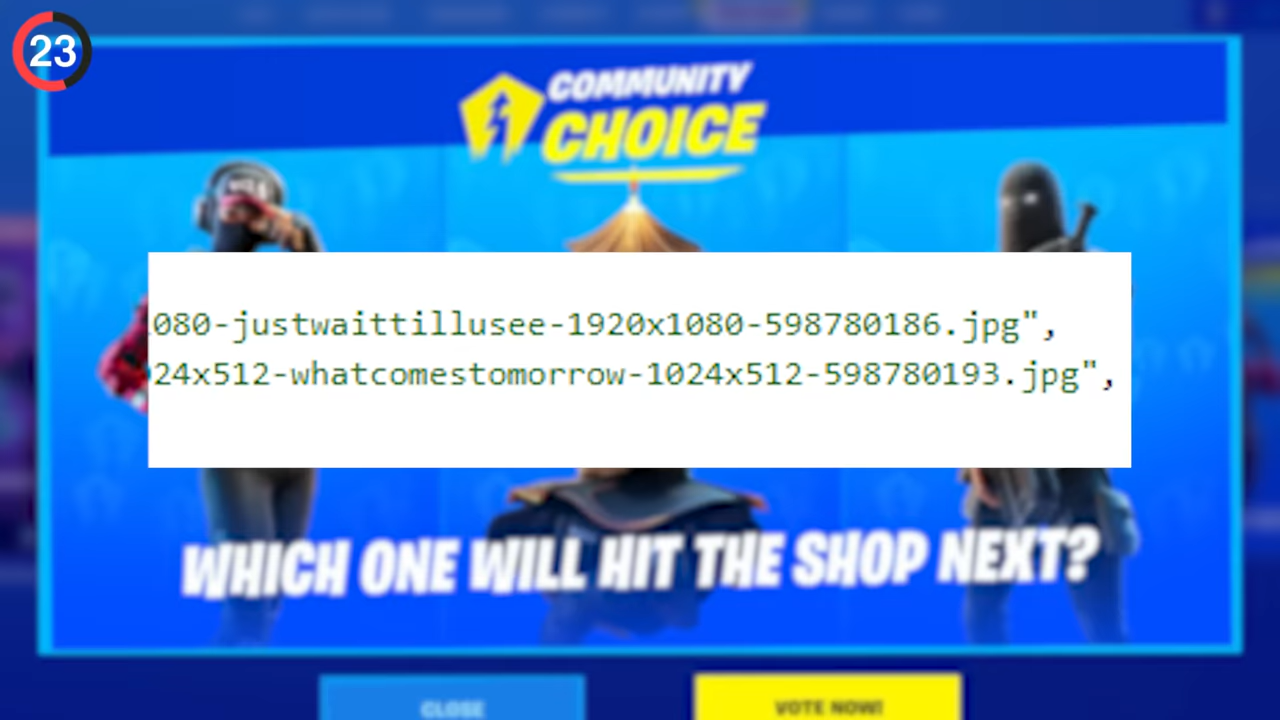 23
COMMUNITY
CHOICE
080-justwaittillusee-1920x1080-598780186.jpg",
24x512-whatcomestomorrow-1024x512-598780193.jpg",
WHICH ONE WILL HIT THE SHOP NEXT?
CLOSE
VOTE NOW!